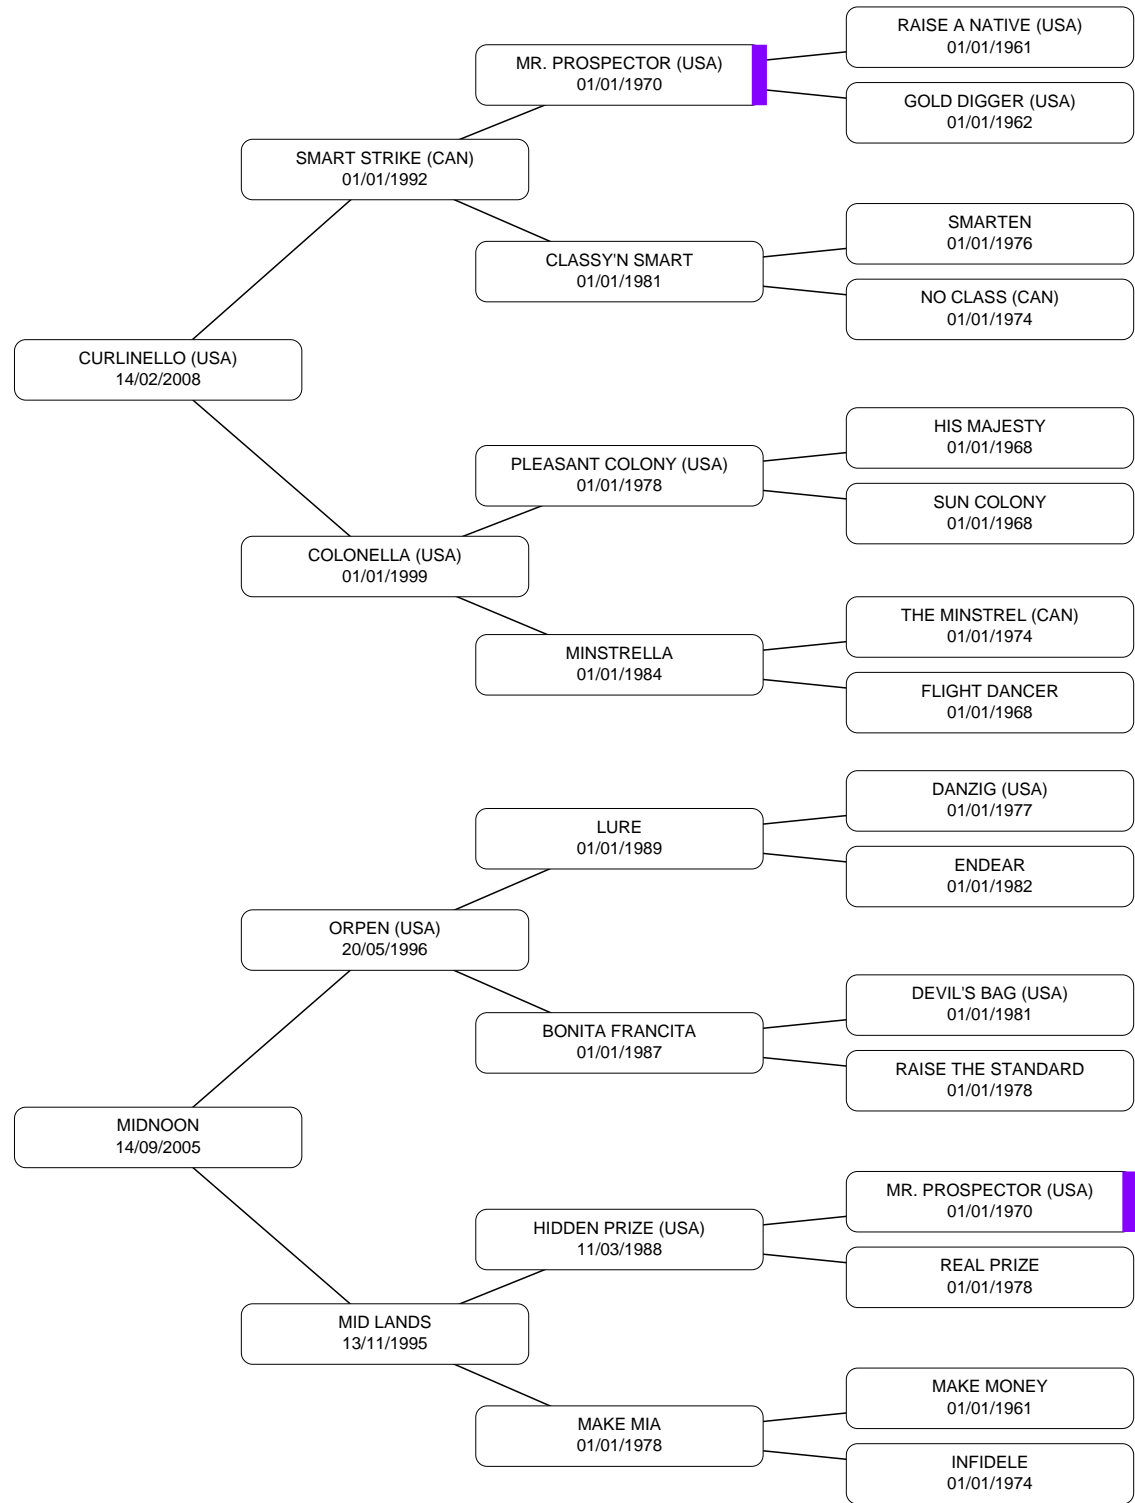 RAISE A NATIVE (USA)
01/01/1961
MR. PROSPECTOR (USA)
01/01/1970
GOLD DIGGER (USA)
01/01/1962
SMART STRIKE (CAN)
01/01/1992
SMARTEN
01/01/1976
CLASSY'N SMART
01/01/1981
NO CLASS (CAN)
01/01/1974
CURLINELLO (USA)
14/02/2008
HIS MAJESTY
01/01/1968
PLEASANT COLONY (USA)
01/01/1978
SUN COLONY
01/01/1968
COLONELLA (USA)
01/01/1999
THE MINSTREL (CAN)
01/01/1974
MINSTRELLA
01/01/1984
FLIGHT DANCER
01/01/1968
DANZIG (USA)
01/01/1977
LURE
01/01/1989
ENDEAR
01/01/1982
ORPEN (USA)
20/05/1996
DEVIL'S BAG (USA)
01/01/1981
BONITA FRANCITA
01/01/1987
RAISE THE STANDARD
01/01/1978
MIDNOON
14/09/2005
MR. PROSPECTOR (USA)
01/01/1970
HIDDEN PRIZE (USA)
11/03/1988
REAL PRIZE
01/01/1978
MID LANDS
13/11/1995
MAKE MONEY
01/01/1961
MAKE MIA
01/01/1978
INFIDELE
01/01/1974